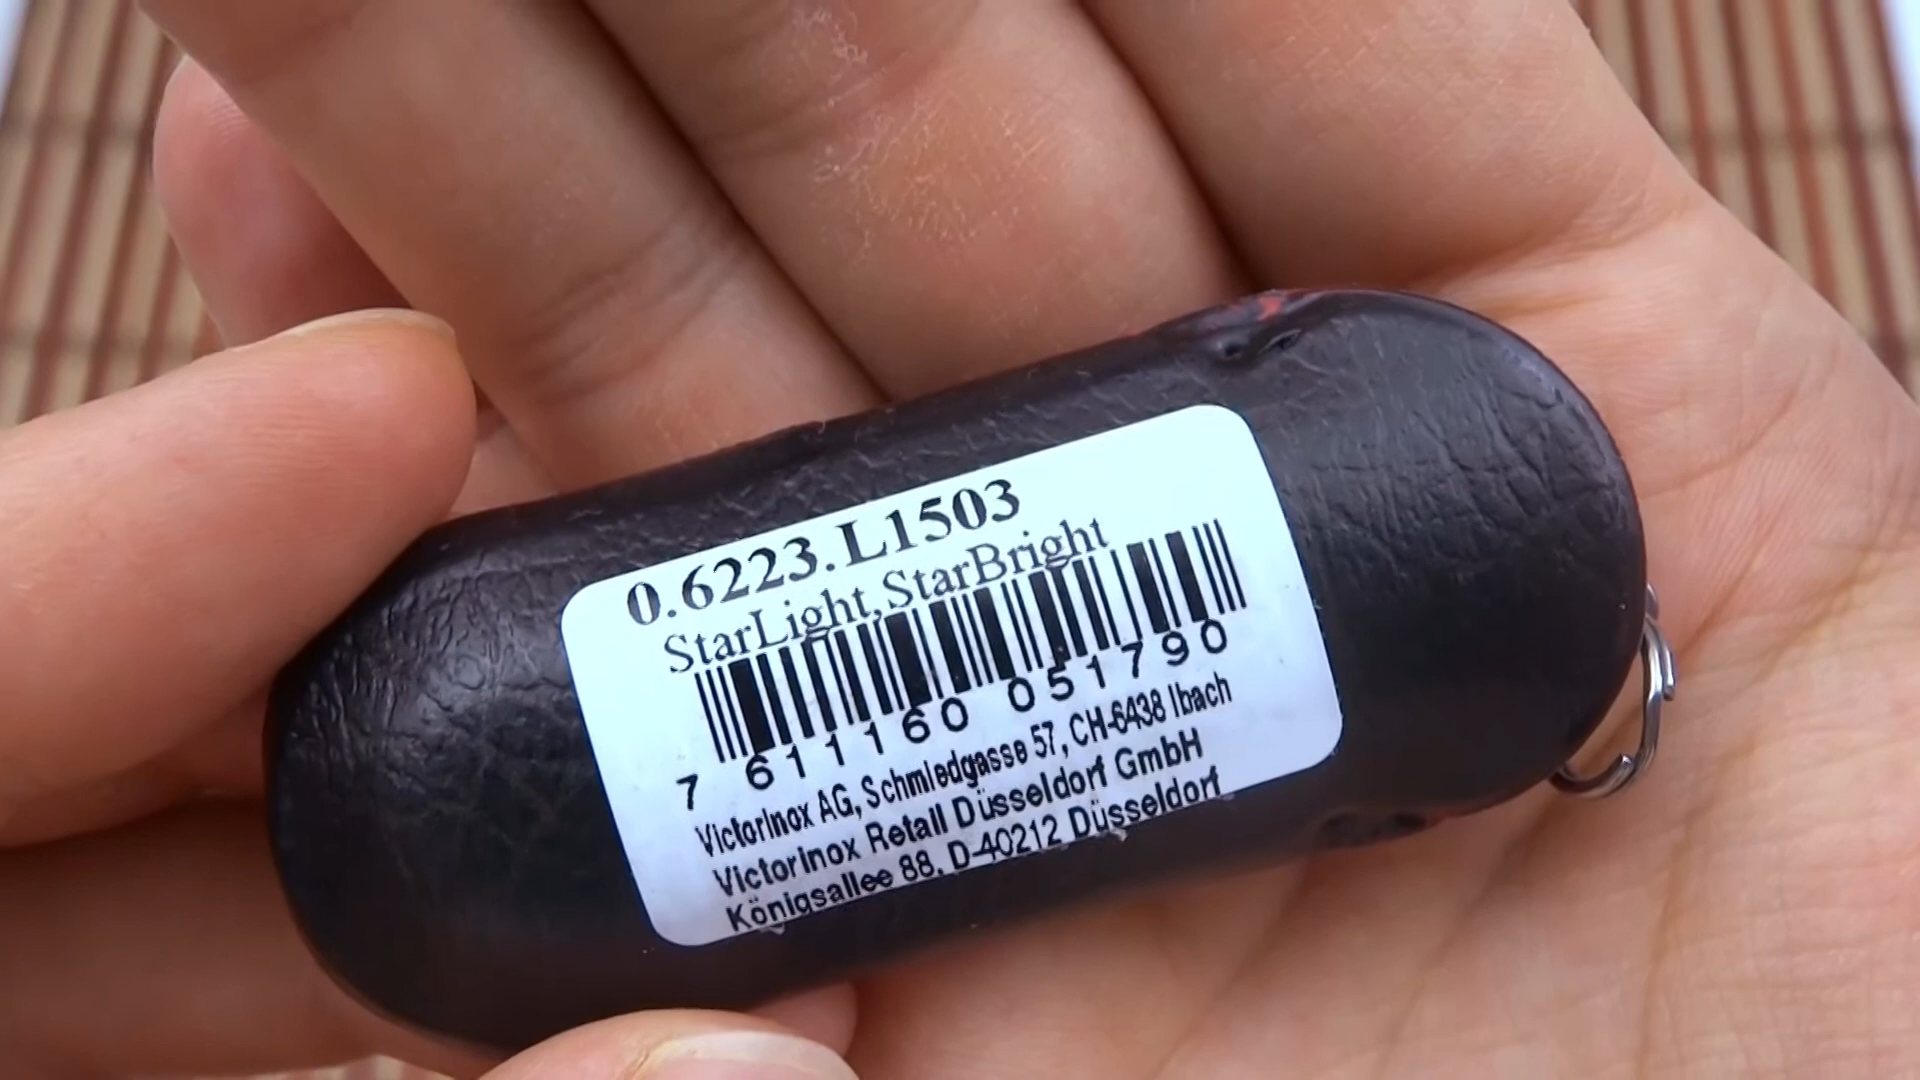 0.6223.L1503
StarLight,StarBright
7 611160 051790
Victorinox AG, Schmiedgasse 57, CH-6438 Ibach
Victorinox Retail Düsseldorf GmbH
Königsallee 88, D-40212 Düsseldorf